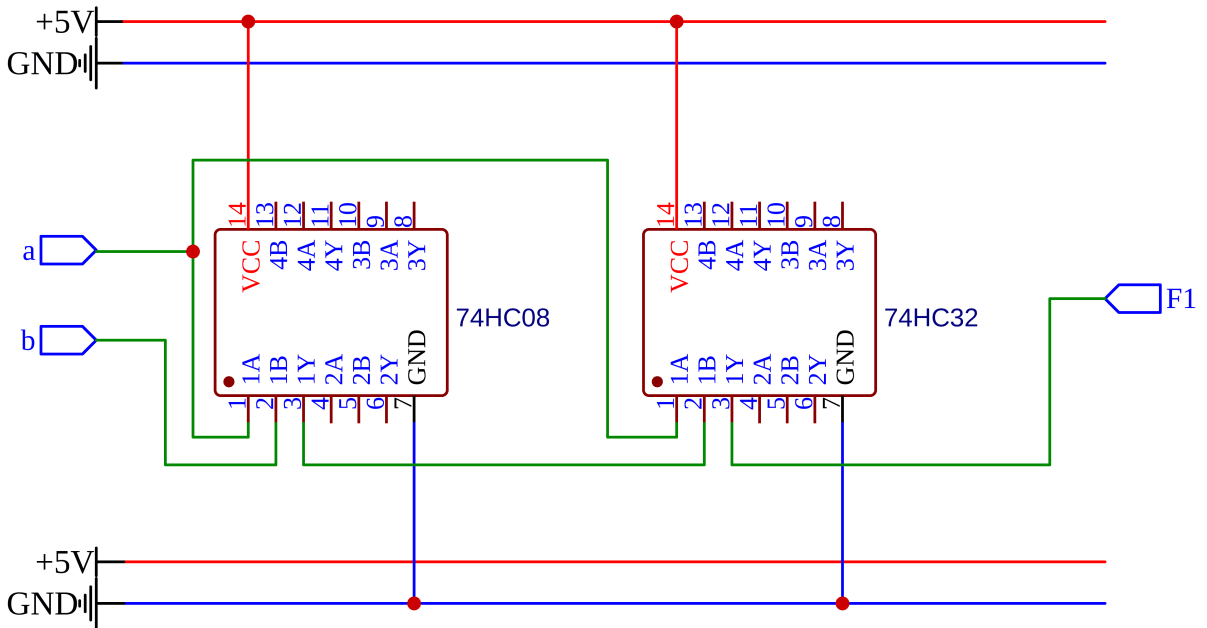 +5V
GND
14 13 12 11 10 9 8
VCC 4B 4A 4Y 3B 3A 3Y
1A 1B 1Y 2A 2B 2Y GND
1 2 3 4 5 6 7
74HC08
14 13 12 11 10 9 8
VCC 4B 4A 4Y 3B 3A 3Y
1A 1B 1Y 2A 2B 2Y GND
1 2 3 4 5 6 7
74HC32
a
b
F1
+5V
GND